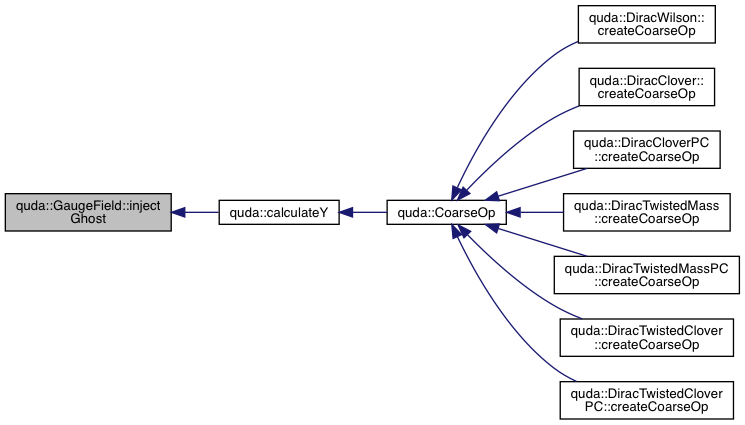 quda::GaugeField::inject
Ghost
quda::calculateY
quda::CoarseOp
quda::DiracWilson::
createCoarseOp
quda::DiracClover::
createCoarseOp
quda::DiracCloverPC
::createCoarseOp
quda::DiracTwistedMass
::createCoarseOp
quda::DiracTwistedMassPC
::createCoarseOp
quda::DiracTwistedClover
::createCoarseOp
quda::DiracTwistedClover
PC::createCoarseOp